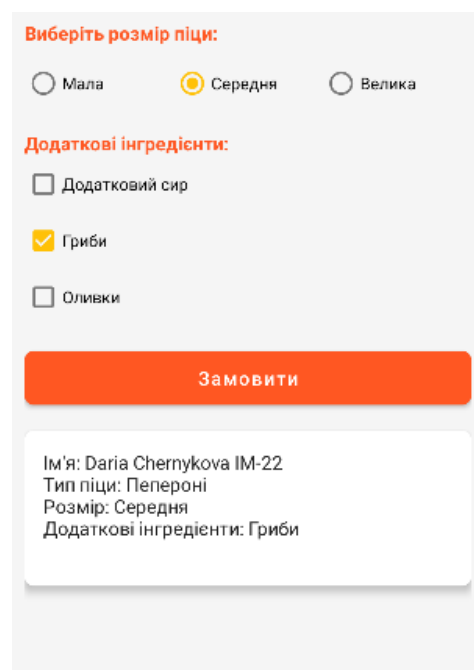 Виберіть розмір піци:
Мала Середня Велика
Додаткові інгредієнти:
Додатковий сир
Гриби
Оливки
Замовити
Ім'я: Daria Chernykova IM-22
Тип піци: Пепероні
Розмір: Середня
Додаткові інгредієнти: Гриби